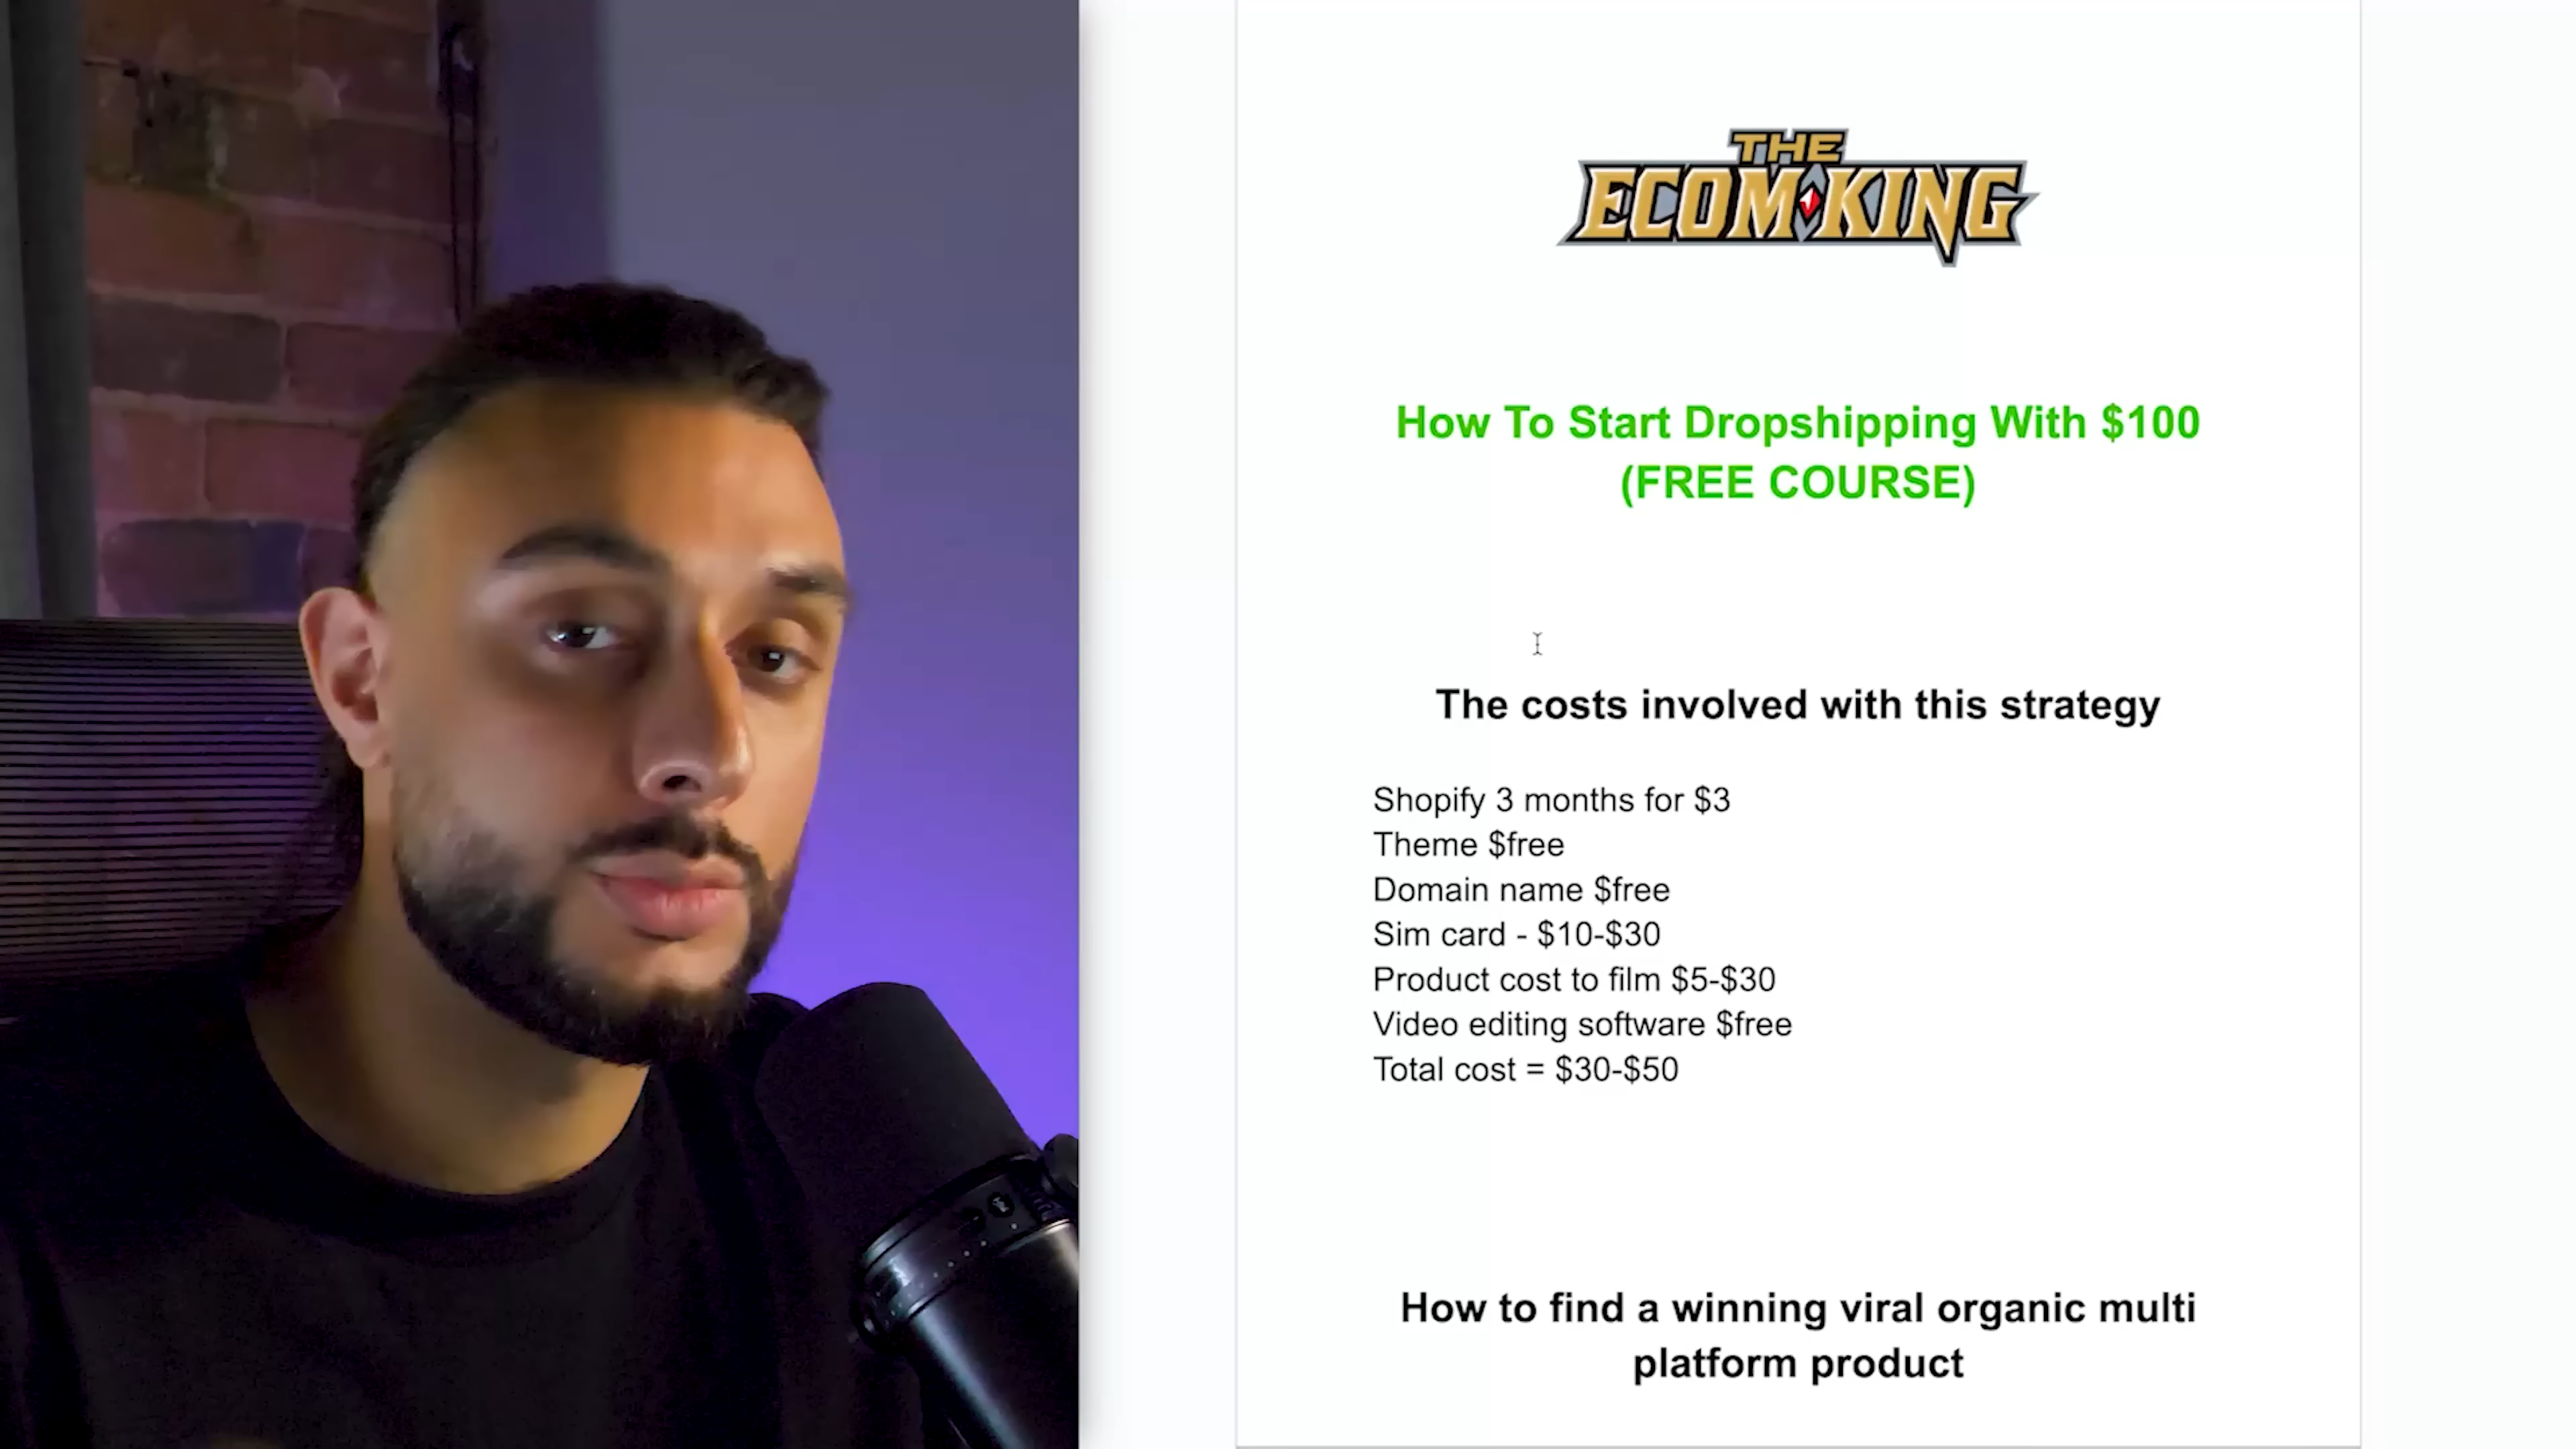 THE
ECOM KING
How To Start Dropshipping With $100
(FREE COURSE)
The costs involved with this strategy
Shopify 3 months for $3
Theme $free
Domain name $free
Sim card - $10-$30
Product cost to film $5-$30
Video editing software $free
Total cost = $30-$50
How to find a winning viral organic multi
platform product